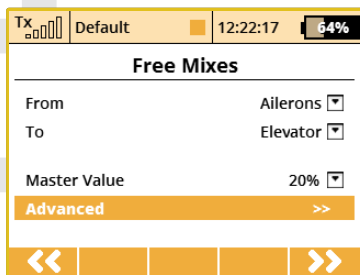 Tx Default 12:22:17 64%
Free Mixes
From Ailerons
To Elevator
Master Value 20%
Advanced >>
<< >>